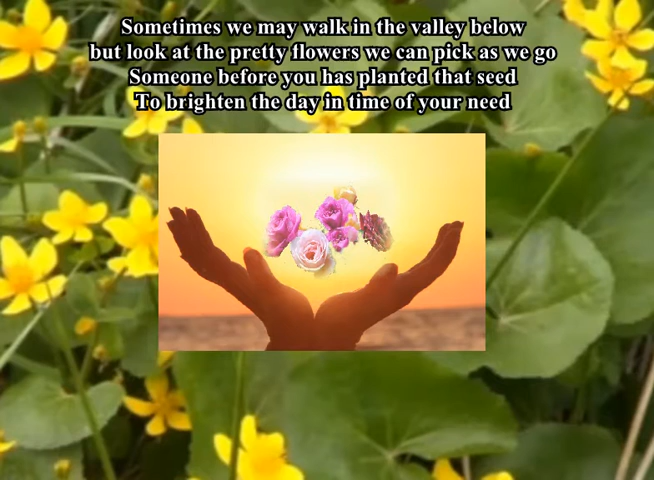 Sometimes we may walk in the valley below
but look at the pretty flowers we can pick as we go
Someone before you has planted that seed
To brighten the day in time of your need